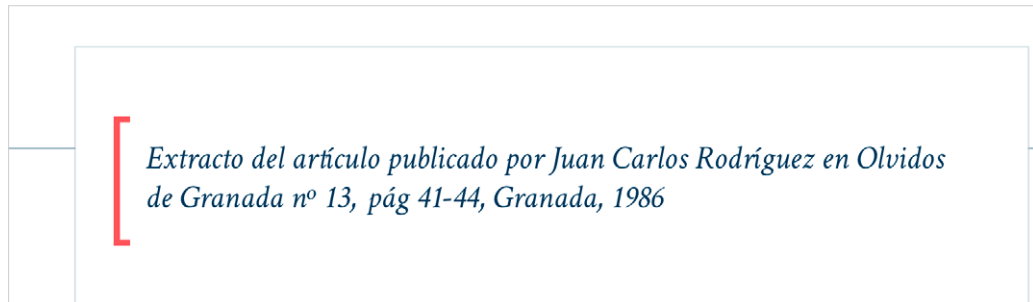 Extracto del artículo publicado por Juan Carlos Rodríguez en Olvidos
de Granada nº 13, pág 41-44, Granada, 1986